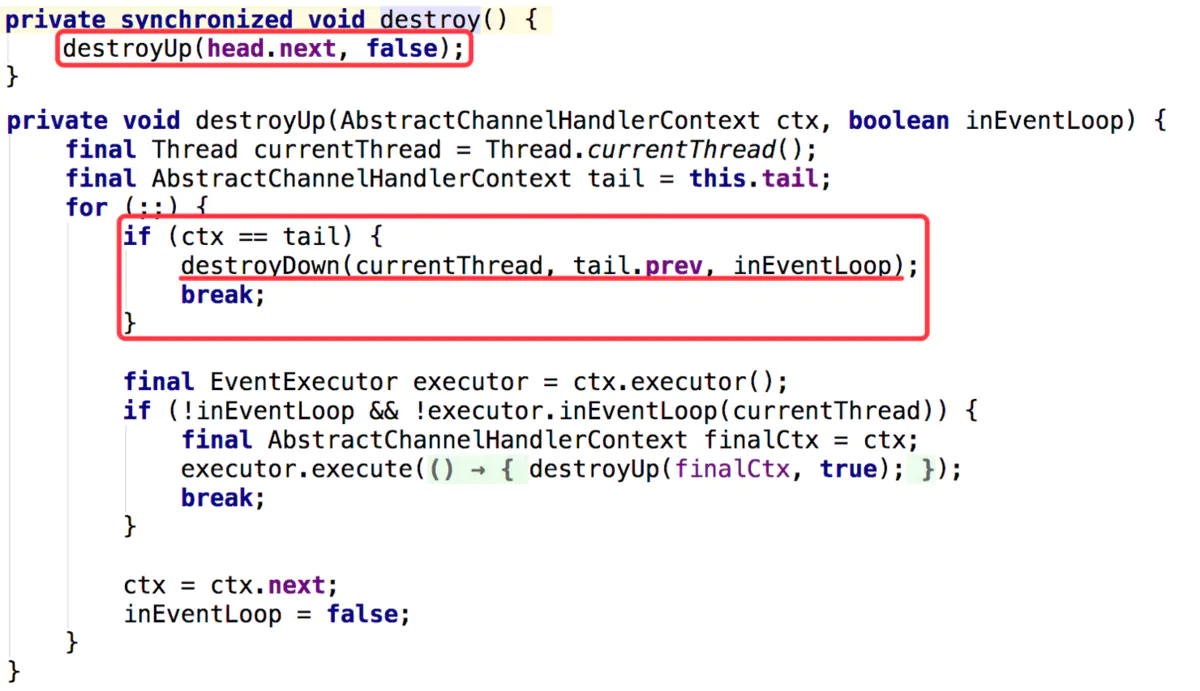 private synchronized void destroy() {
    destroyUp(head.next, false);
}
private void destroyUp(AbstractChannelHandlerContext ctx, boolean inEventLoop) {
    final Thread currentThread = Thread.currentThread();
    final AbstractChannelHandlerContext tail = this.tail;
    for (;;) {
        if (ctx == tail) {
            destroyDown(currentThread, tail.prev, inEventLoop);
            break;
        }
        final EventExecutor executor = ctx.executor();
        if (!inEventLoop && !executor.inEventLoop(currentThread)) {
            final AbstractChannelHandlerContext finalCtx = ctx;
            executor.execute(() → { destroyUp(finalCtx, true); });
            break;
        }
        ctx = ctx.next;
        inEventLoop = false;
    }
}